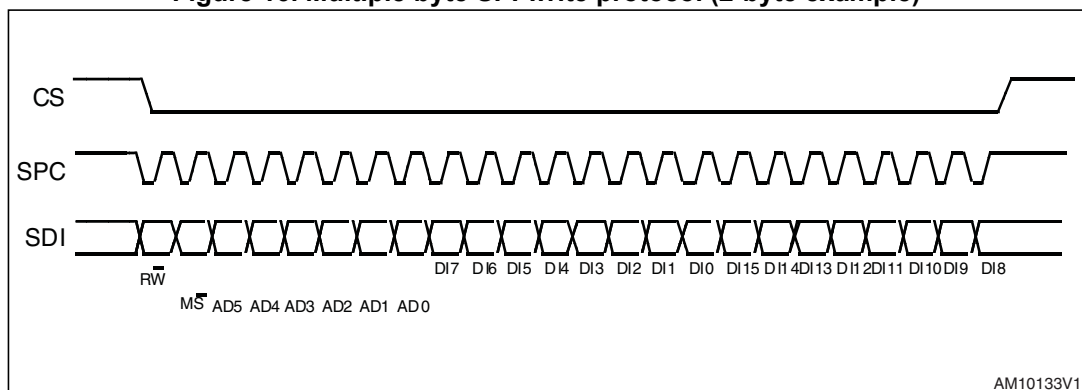 Figure 10. Multiple byte SPI write protocol (2-byte example)
CS
SPC
SDI
RW
DI7 DI6 DI5 DI4 DI3 DI2 DI1 DI0 DI15 DI14 DI13 DI12 DI11 DI10 DI9 DI8
MS AD5 AD4 AD3 AD2 AD1 AD0
AM10133V1